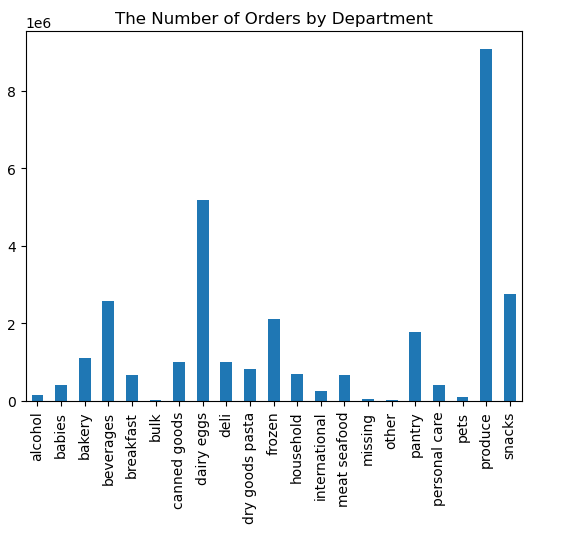 The Number of Orders by Department
1e6
8
6
4
2
0
alcohol
babies
bakery
beverages
breakfast
bulk
canned goods
dairy eggs
deli
dry goods pasta
frozen
household
international
meat seafood
missing
other
pantry
personal care
pets
produce
snacks